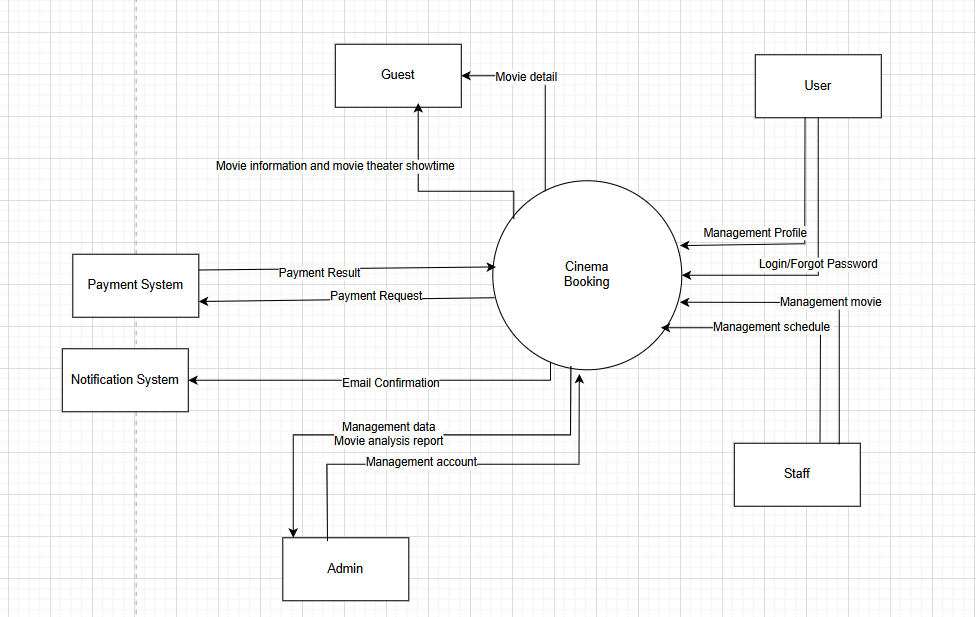 Guest
Movie detail
User
Movie information and movie theater showtime
Management Profile
Login/Forgot Password
Cinema
Booking
Payment System
Payment Result
Payment Request
Management movie
Management schedule
Notification System
Email Confirmation
Management data
Movie analysis report
Management account
Staff
Admin